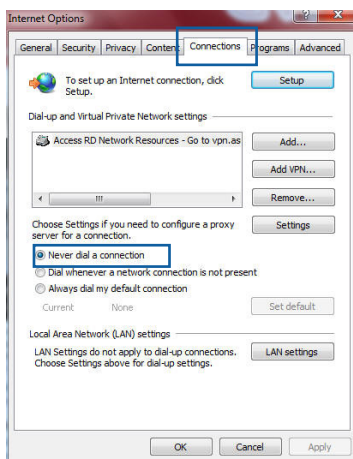 Internet Options
General Security Privacy Content Connections Programs Advanced
To set up an Internet connection, click Setup.
Setup
Dial-up and Virtual Private Network settings
Access RD Network Resources - Go to vpn.as
Add...
Add VPN...
Remove...
Choose Settings if you need to configure a proxy
server for a connection.
Settings
Never dial a connection
Dial whenever a network connection is not present
Always dial my default connection
Current None
Set default
Local Area Network (LAN) settings
LAN Settings do not apply to dial-up connections.
Choose Settings above for dial-up settings.
LAN settings
OK Cancel Apply